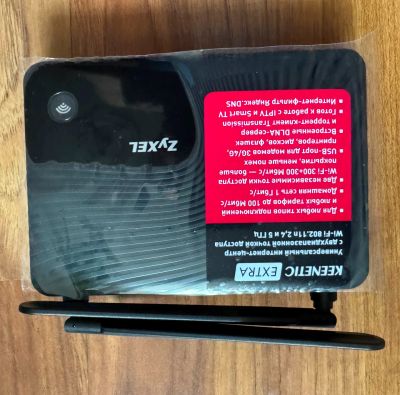 KEENETIC EXTRA
Универсальный интернет-центр
с двухдиапазонной точкой доступа
Wi-Fi 802.11n 2,4 и 5 ГГц
Для любых типов подключений
и любых тарифов до 100 Мбит/с
Домашняя сеть 1 Гбит/с
Две независимые точки доступа
Wi-Fi 300+300 Мбит/с — больше
покрытие, меньше помех
USB-порт для модемов 3G/4G,
принтеров, дисков, флешек
Встроенные DLNA-сервер
и торрент-клиент Transmission
Готов к работе с IPTV и Smart TV
Интернет-фильтр Яндекс.DNS
ZyXEL